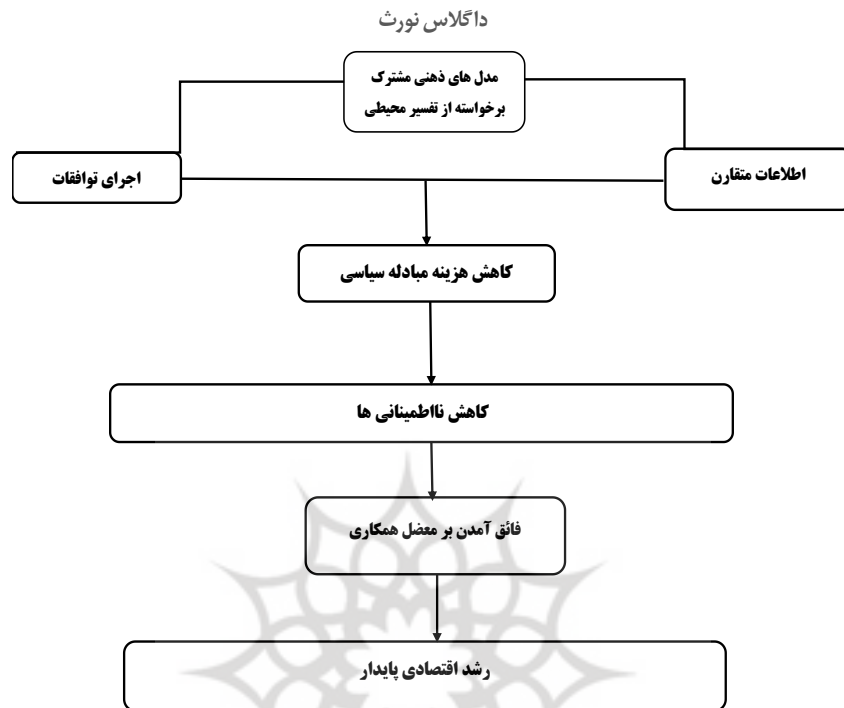 داگلاس نورث
مدل های ذهنی مشترک
برخواسته از تفسیر محیطی
اطلاعات متقارن
اجرای توافقات
کاهش هزینه مبادله سیاسی
کاهش نااطمینانی ها
فائق آمدن بر معضل همکاری
رشد اقتصادی پایدار